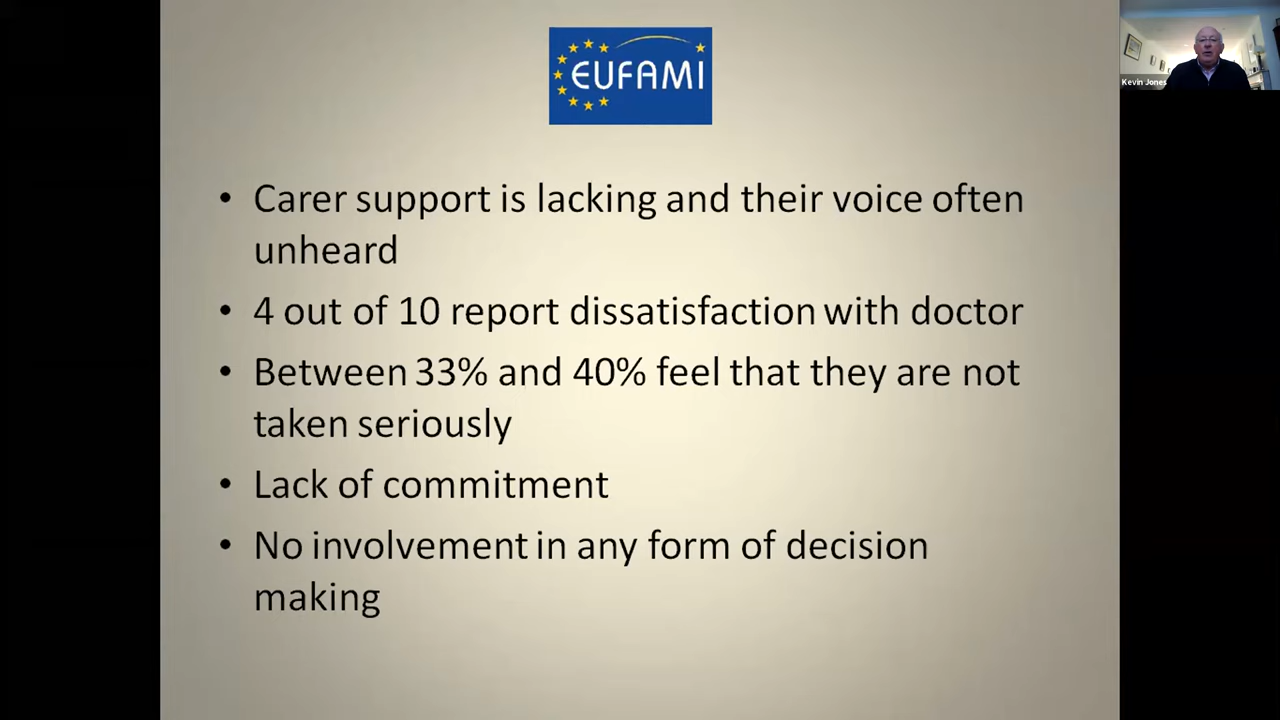 EUFAMI
Kevin Jones
• Carer support is lacking and their voice often
unheard
• 4 out of 10 report dissatisfaction with doctor
• Between 33% and 40% feel that they are not
taken seriously
• Lack of commitment
• No involvement in any form of decision
making